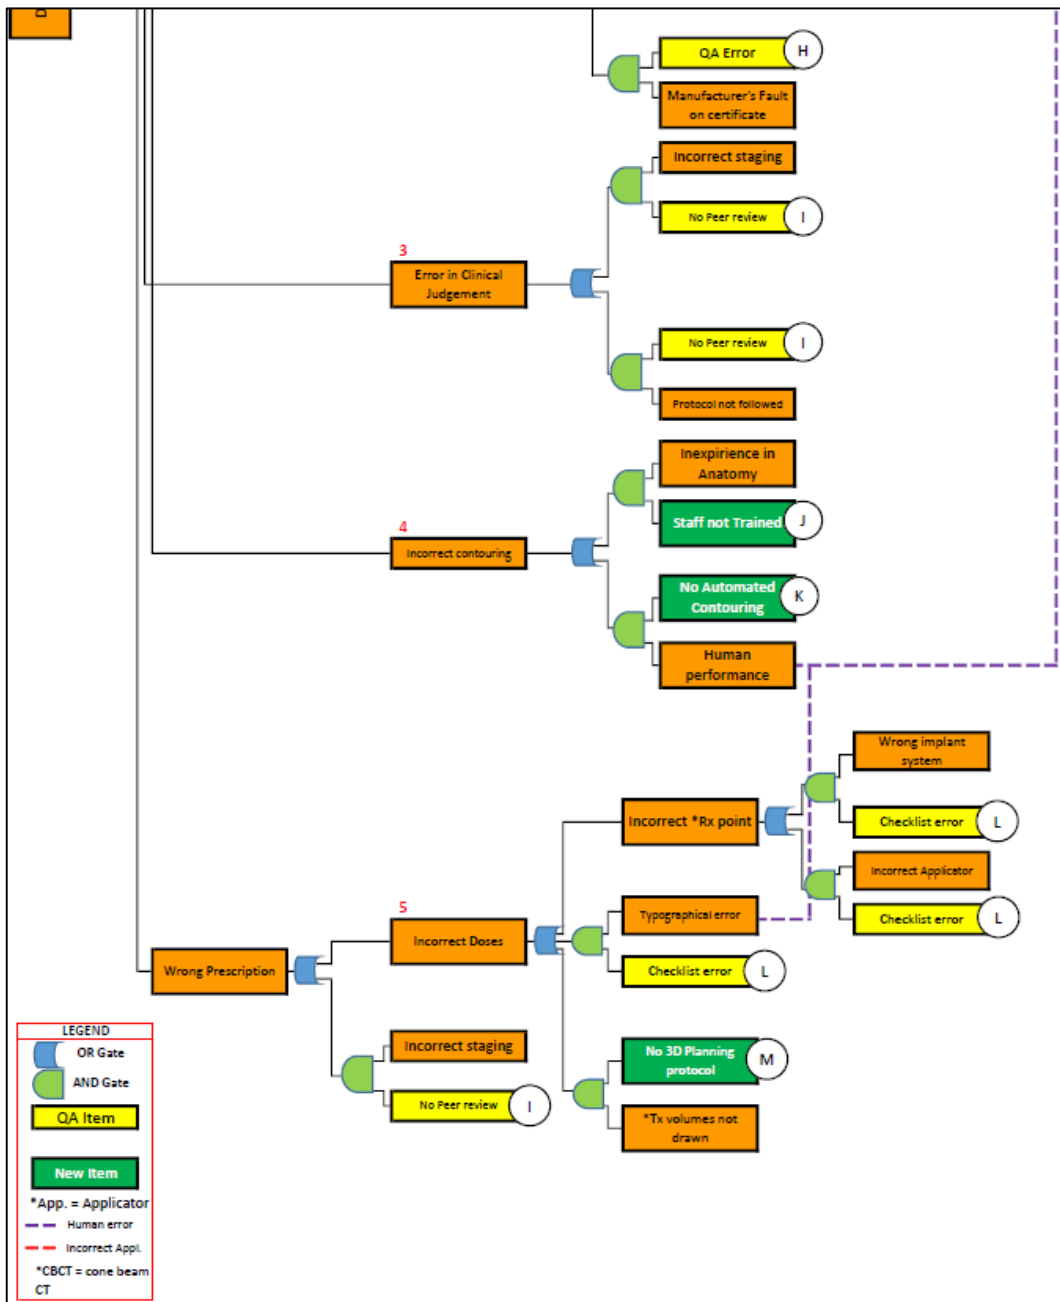 D
QA Error
H
Manufacturer's Fault
on certificate
Incorrect staging
No Peer review
I
3
Error in Clinical
Judgement
No Peer review
I
Protocol not followed
Inexpirience in
Anatomy
Staff not Trained
J
4
Incorrect contouring
No Automated
Contouring
K
Human
performance
Wrong implant
system
Incorrect *Rx point
Checklist error
L
Incorrect Applicator
5
Typographical error
Checklist error
L
Incorrect Doses
Wrong Prescription
Checklist error
L
LEGEND
OR Gate
AND Gate
QA Item
New Item
*App. = Applicator
Human error
Incorrect Appl.
*CBCT = cone beam
CT
Incorrect staging
No Peer review
I
No 3D Planning
protocol
M
*Tx volumes not
drawn